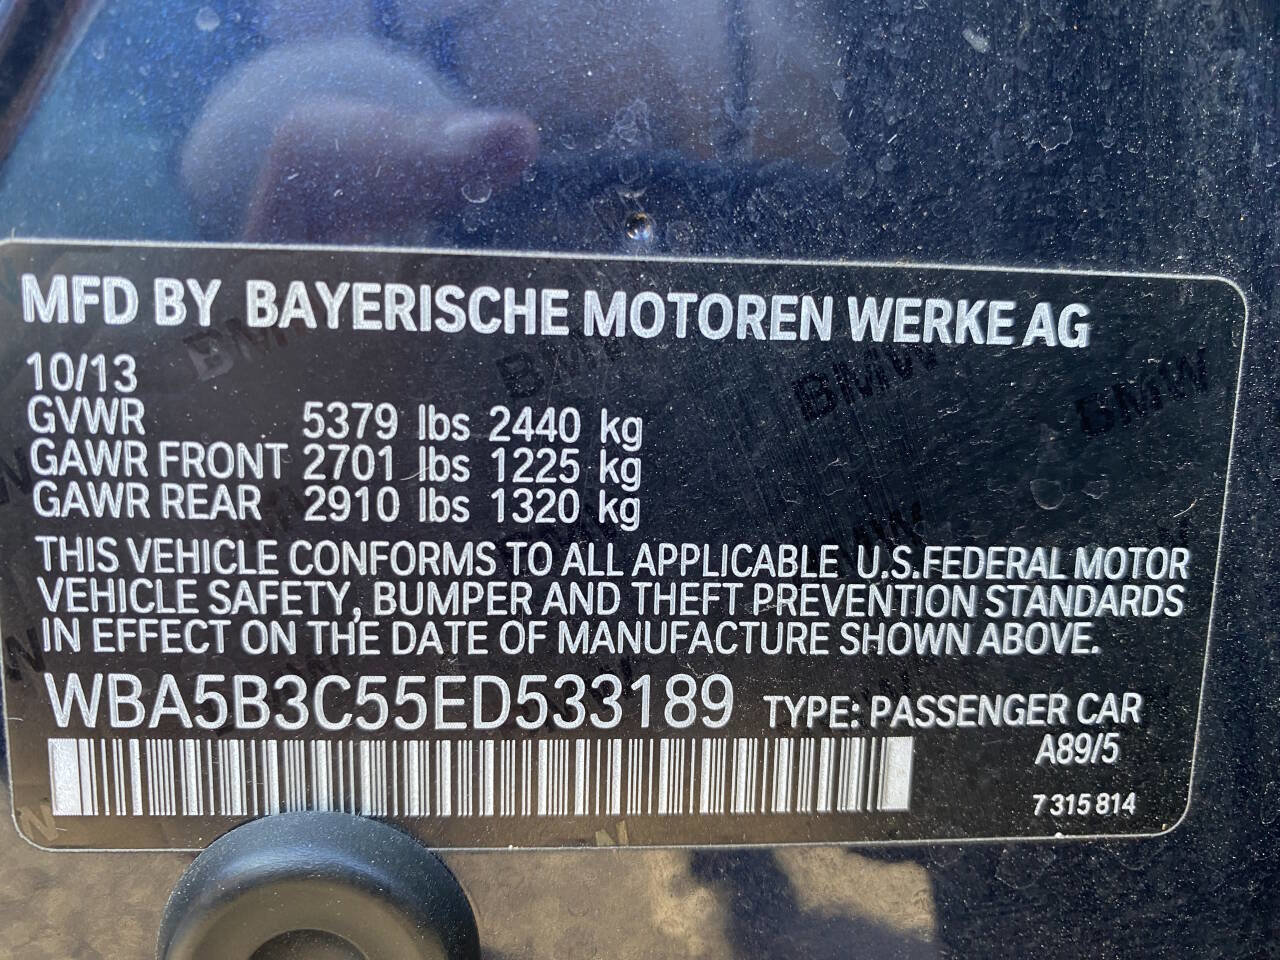 MFD BY BAYERISCHE MOTOREN WERKE AG
10/13
GVWR 5379 lbs 2440 kg
GAWR FRONT 2701 lbs 1225 kg
GAWR REAR 2910 lbs 1320 kg
THIS VEHICLE CONFORMS TO ALL APPLICABLE U.S.FEDERAL MOTOR
VEHICLE SAFETY, BUMPER AND THEFT PREVENTION STANDARDS
IN EFFECT ON THE DATE OF MANUFACTURE SHOWN ABOVE.
WBA5B3C55ED533189 TYPE: PASSENGER CAR
A89/5
7 315 814